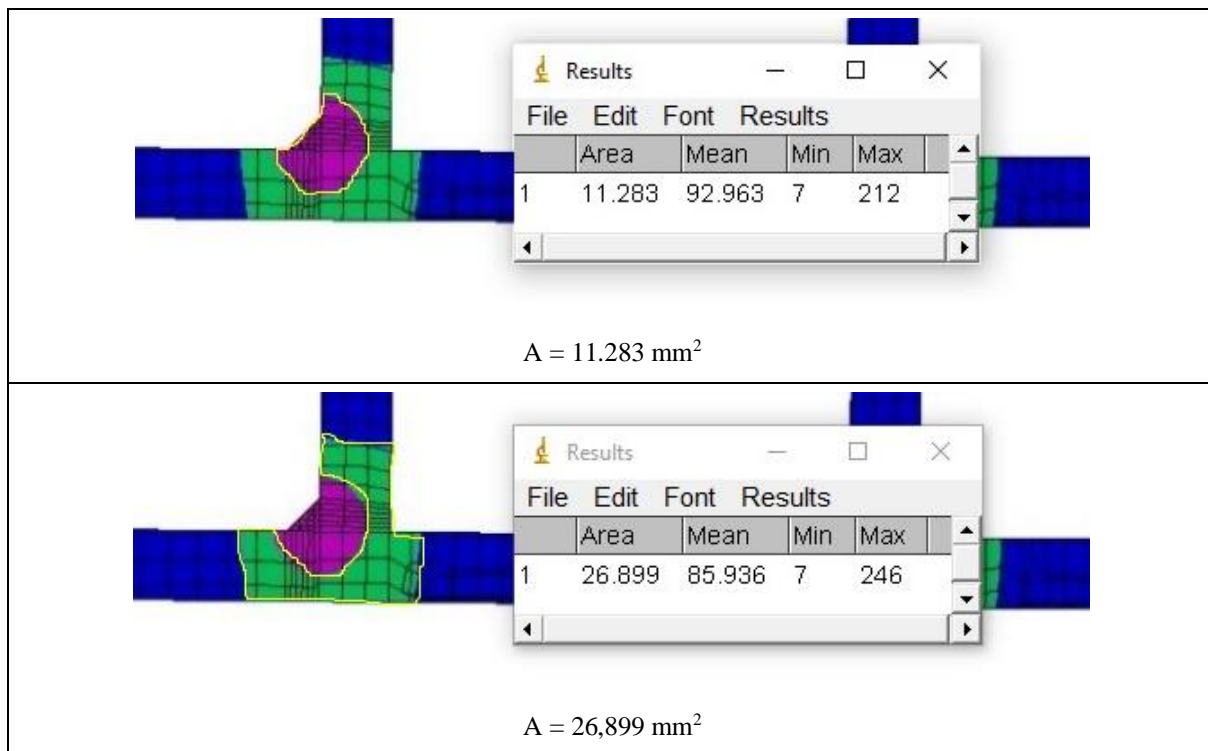 Results
File Edit Font Results
Area Mean Min Max
1 11.283 92.963 7 212
A = 11.283 mm²
Results
File Edit Font Results
Area Mean Min Max
1 26.899 85.936 7 246
A = 26,899 mm²